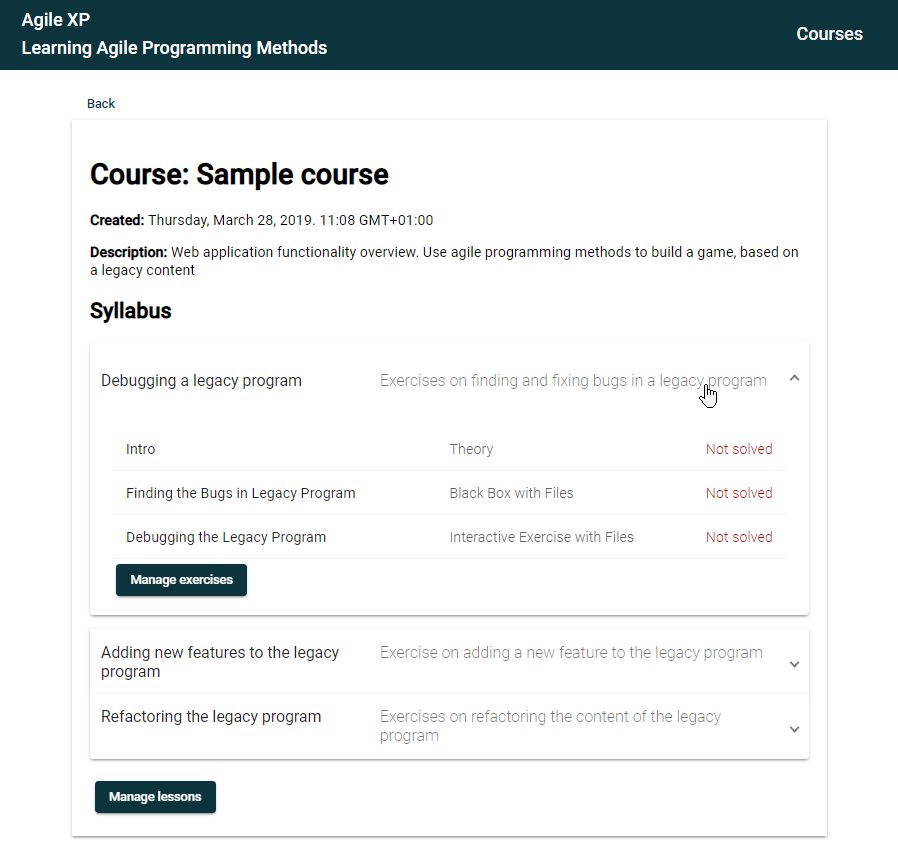 Agile XP
Learning Agile Programming Methods
Courses
Back
Course: Sample course
Created: Thursday, March 28, 2019. 11:08 GMT+01:00
Description: Web application functionality overview. Use agile programming methods to build a game, based on
a legacy content
Syllabus
Debugging a legacy program
Exercises on finding and fixing bugs in a legacy program
Intro
Theory
Not solved
Finding the Bugs in Legacy Program
Black Box with Files
Not solved
Debugging the Legacy Program
Interactive Exercise with Files
Not solved
Manage exercises
Adding new features to the legacy
program
Exercise on adding a new feature to the legacy program
Refactoring the legacy program
Exercises on refactoring the content of the legacy
program
Manage lessons